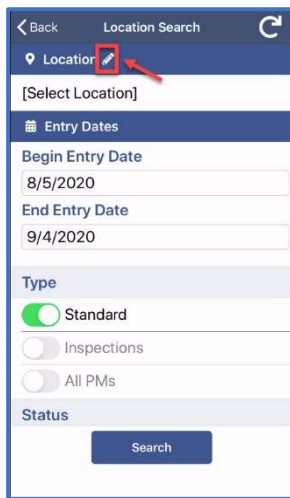 Back Location Search
Location
[Select Location]
Entry Dates
Begin Entry Date
8/5/2020
End Entry Date
9/4/2020
Type
Standard
Inspections
All PMs
Status
Search